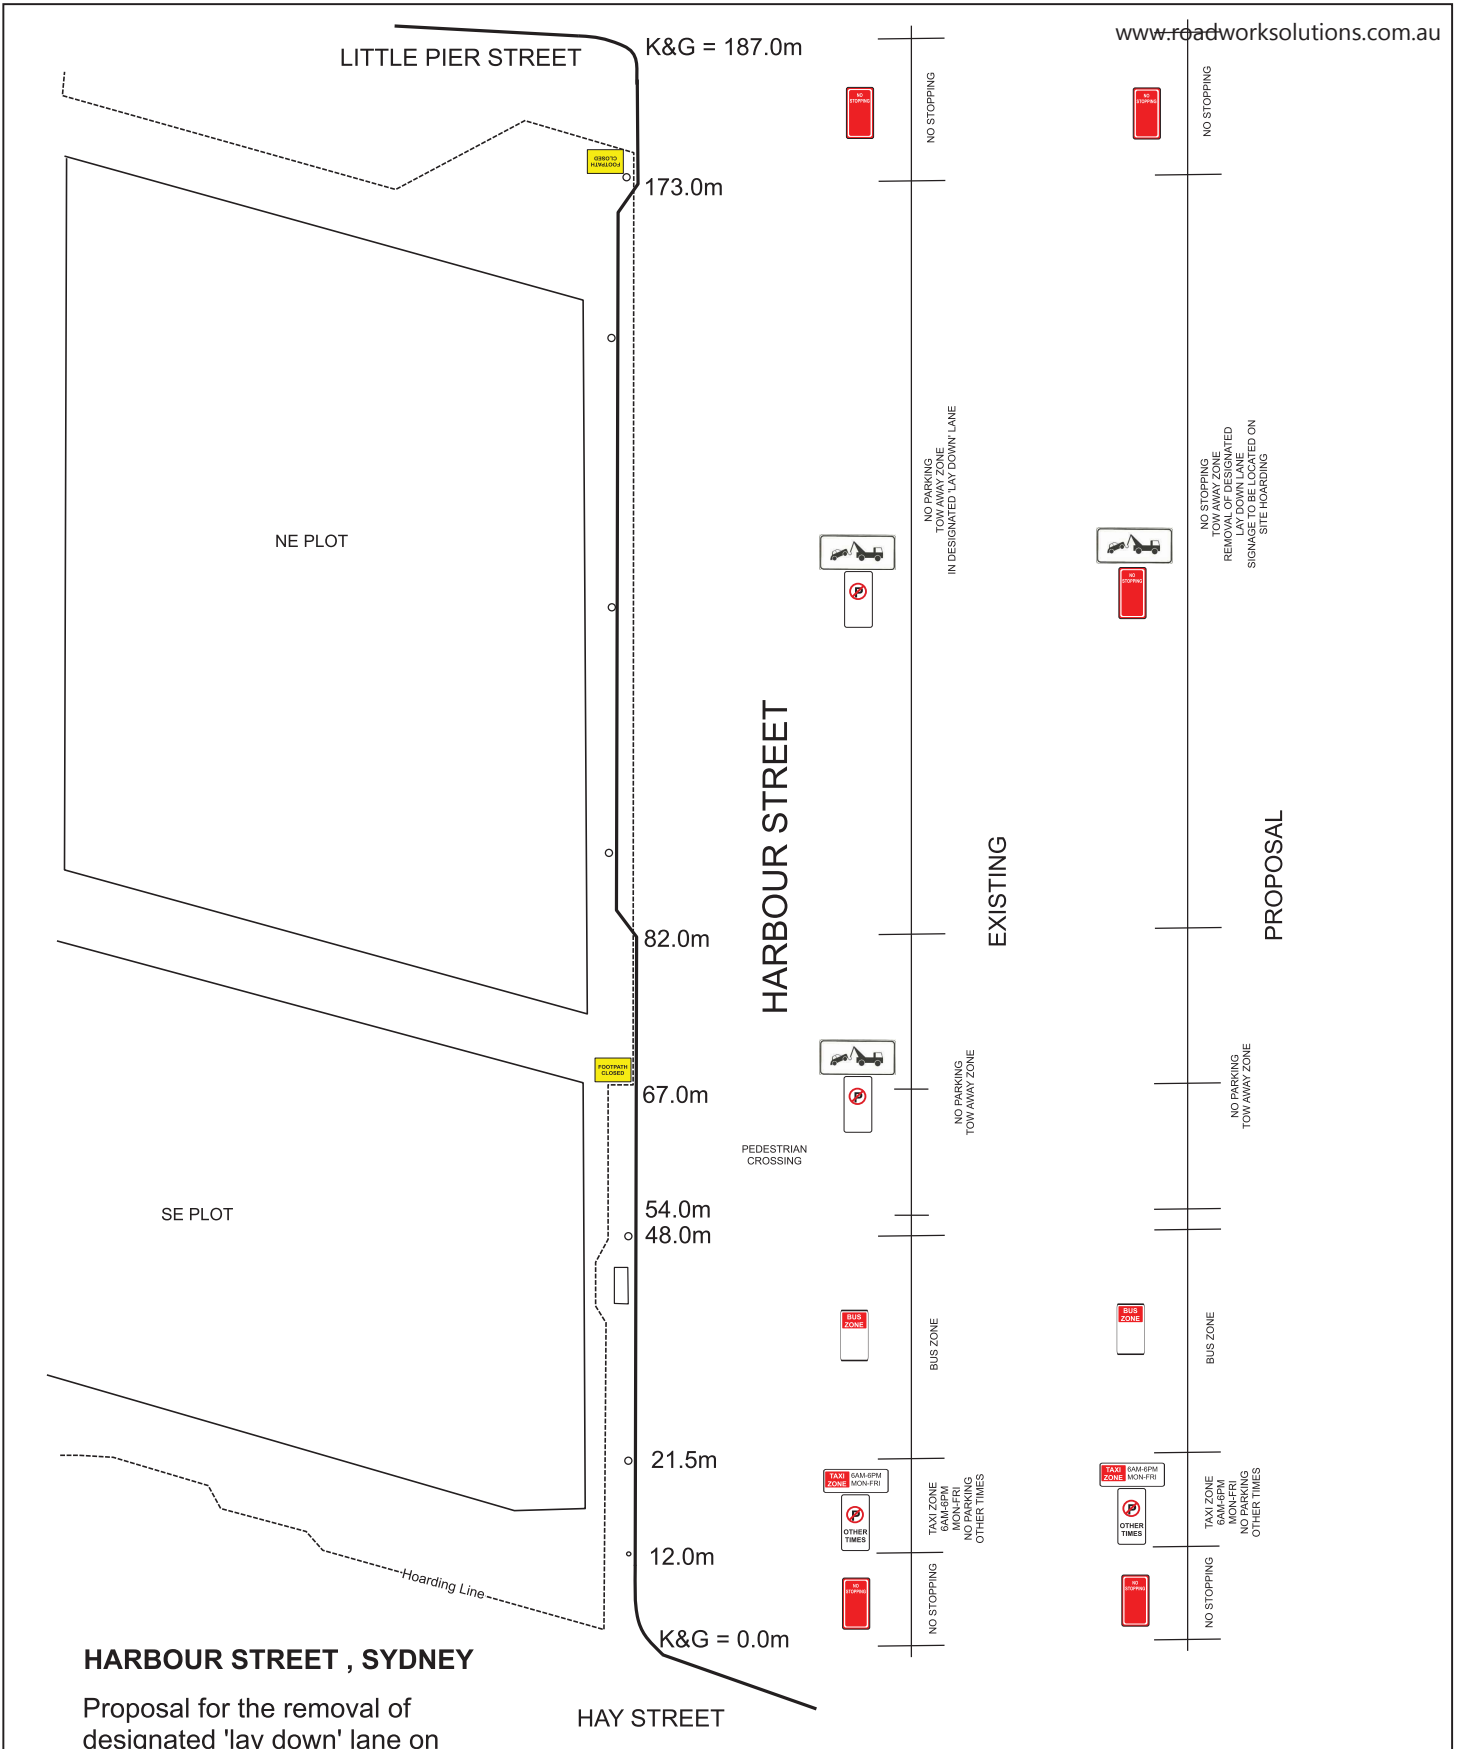 www.roadworksolutions.com.au
LITTLE PIER STREET
K&G = 187.0m
NO
STOPPING
NO STOPPING
NO
STOPPING
NO STOPPING
FOOTPATH
CLOSED
173.0m
NE PLOT
NO PARKING
TOW AWAY ZONE
IN DESIGNATED 'LAY DOWN' LANE
P
NO STOPPING
TOW AWAY ZONE
REMOVAL OF DESIGNATED
LAY DOWN LANE
SIGNAGE TO BE LOCATED ON
SITE HOARDING
NO
STOPPING
HARBOUR STREET
EXISTING
PROPOSAL
82.0m
FOOTPATH
CLOSED
67.0m
P
NO PARKING
TOW AWAY ZONE
NO PARKING
TOW AWAY ZONE
PEDESTRIAN
CROSSING
SE PLOT
54.0m
48.0m
BUS
ZONE
BUS ZONE
BUS
ZONE
BUS ZONE
21.5m
TAXI
ZONE
6AM-6PM
MON-FRI
P
OTHER
TIMES
TAXI ZONE
6AM-6PM
MON-FRI
NO PARKING
OTHER TIMES
TAXI
ZONE
6AM-6PM
MON-FRI
P
OTHER
TIMES
TAXI ZONE
6AM-6PM
MON-FRI
NO PARKING
OTHER TIMES
12.0m
Hoarding Line
NO
STOPPING
NO STOPPING
NO
STOPPING
NO STOPPING
K&G = 0.0m
HARBOUR STREET , SYDNEY
Proposal for the removal of
designated 'lay down' lane on
HAY STREET